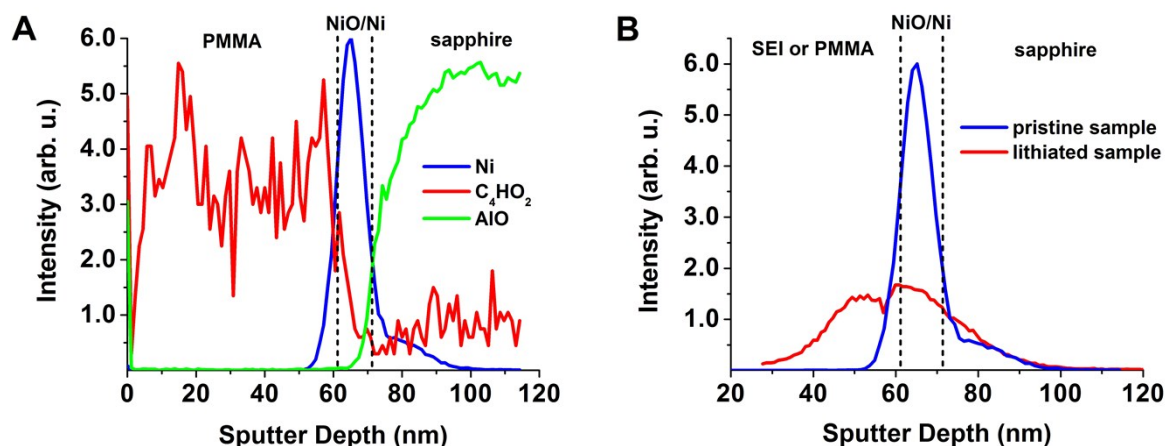 A
PMMA
NiO/Ni
sapphire
Intensity (arb. u.)
6.0
5.0
4.0
3.0
2.0
1.0
Ni
C₄HO₂
AlO
0 20 40 60 80 100 120
Sputter Depth (nm)
B
SEI or PMMA
NiO/Ni
sapphire
Intensity (arb. u.)
6.0
5.0
4.0
3.0
2.0
1.0
pristine sample
lithiated sample
20 40 60 80 100 120
Sputter Depth (nm)